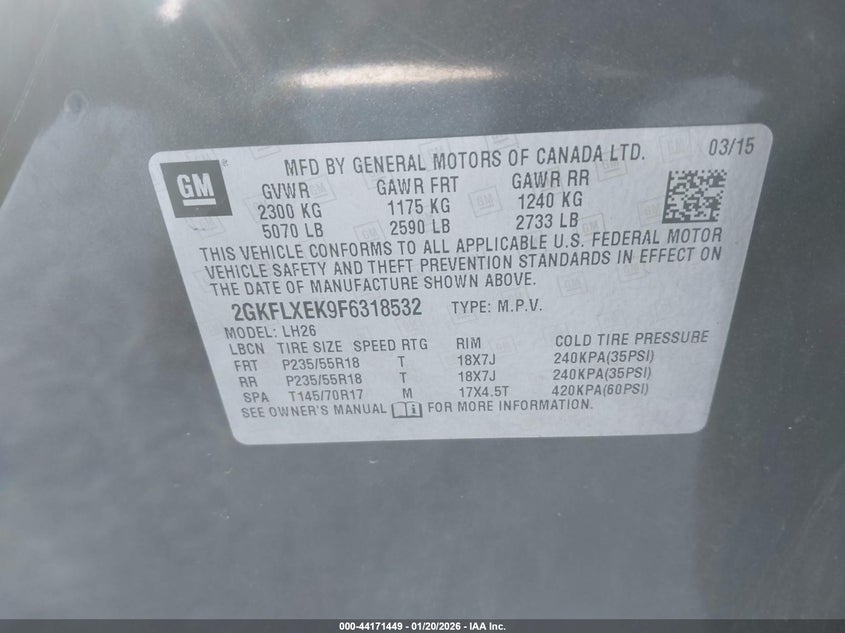 GM ® MFD BY GENERAL MOTORS OF CANADA LTD. 03/15
GVWR GAWR FRT GAWR RR
2300 KG 1175 KG 1240 KG
5070 LB 2590 LB 2733 LB
THIS VEHICLE CONFORMS TO ALL APPLICABLE U.S. FEDERAL MOTOR
VEHICLE SAFETY AND THEFT PREVENTION STANDARDS IN EFFECT ON
THE DATE OF MANUFACTURE SHOWN ABOVE.
2GKFLXEK9F6318532 TYPE: M.P.V.
MODEL: LH26
LBCN TIRE SIZE SPEED RTG RIM COLD TIRE PRESSURE
FRT P235/55R18 T 18X7J 240KPA(35PSI)
RR P235/55R18 T 18X7J 240KPA(35PSI)
SPA T145/70R17 M 17X4.5T 420KPA(60PSI)
SEE OWNER'S MANUAL FOR MORE INFORMATION.
000-44171449 - 01/20/2026 - IAA Inc.